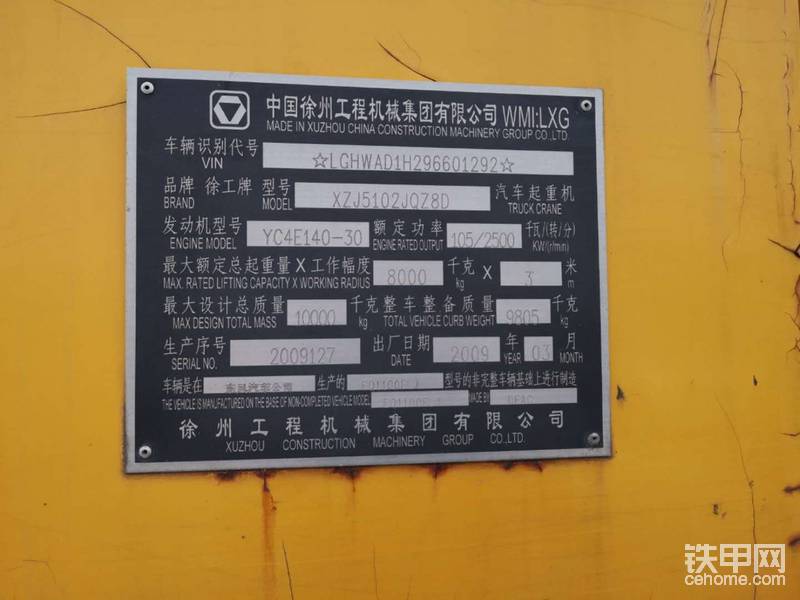 中国徐州工程机械集团有限公司 WMI:LXG
MADE IN XUZHOU CHINA CONSTRUCTION MACHINERY GROUP CO.,LTD
车辆识别代号 ☆LGHWAD1H296601292☆
VIN
品牌 徐工牌 型号 XZJ5102JQZ8D 汽车起重机
BRAND MODEL TRUCK CRANE
发动机型号 YC4E140-30 额定功率 105/2500 千瓦/(转/分)
ENGINE MODEL ENGINE RATED OUTPUT KW/(r/min)
最大额定总起重量 X 工作幅度 8000 千克 X 3 米
MAX. RATED LIFTING CAPACITY X WORKING RADIUS kg m
最大设计总质量 10000 千克 整车整备质量 9805 千克
MAX DESIGN TOTAL MASS kg TOTAL VEHICLE CURB WEIGHT kg
生产序号 2009127 出厂日期 2009 年 03 月
SERIAL NO. DATE YEAR MONTH
车辆是在 东风汽车公司 生产的 型号的非完整车辆基础上进行制造
THE VEHICLE IS MANUFACTURED ON THE BASE OF NON-COMPLETED VEHICLE MODEL MADE BY
徐州工程机械集团有限公司
XUZHOU CONSTRUCTION MACHINERY GROUP CO.,LTD.
铁甲网
cehome.com